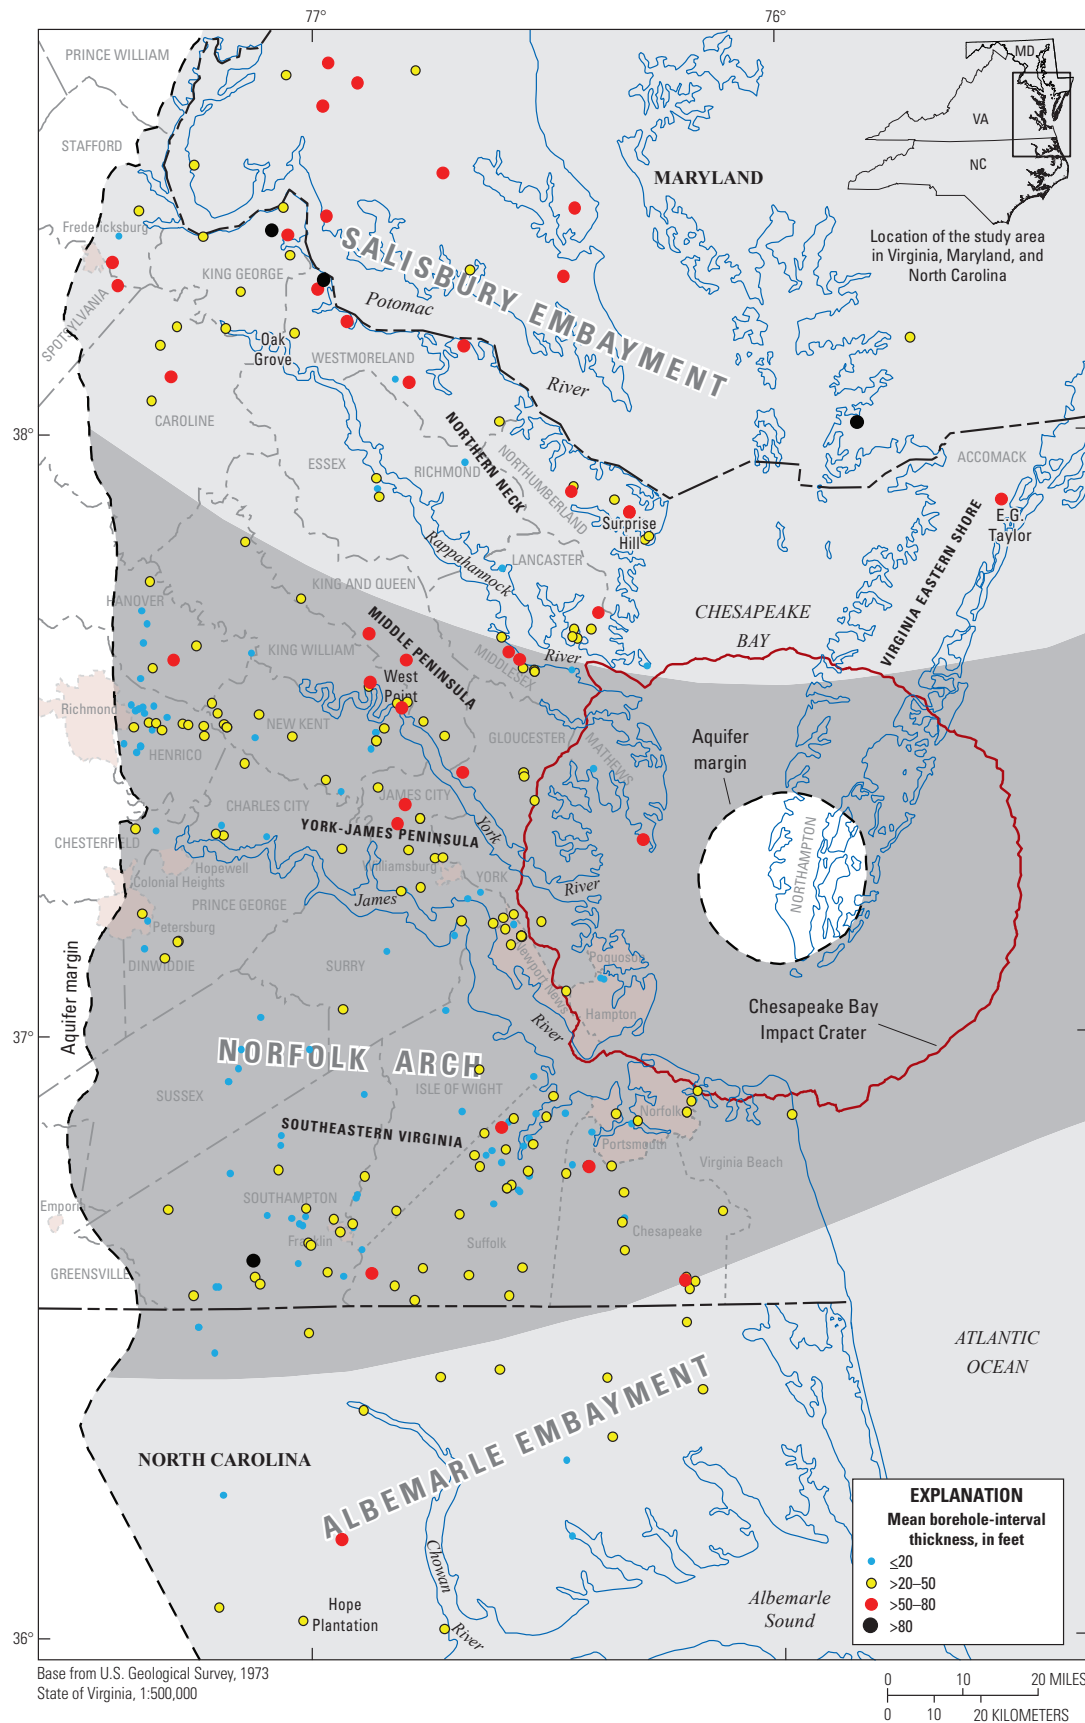 77°
76°
PRINCE WILLIAM
MD
STAFFORD
VA
NC
MARYLAND
Fredericksburg
Location of the study area
in Virginia, Maryland, and
North Carolina
SALISBURY EMBAYMENT
KING GEORGE
SPOTSYLVANIA
Potomac
River
Oak
Grove
WESTMORELAND
CAROLINE
38°
NORTHERN NECK
ESSEX
RICHMOND
NORTHUMBERLAND
ACCOMACK
Surprise
Hill
E.G.
Taylor
Rappahannock
River
LANCASTER
KING AND QUEEN
HANOVER
CHESAPEAKE
BAY
VIRGINIA EASTERN SHORE
MIDDLE PENINSULA
KING WILLIAM
MIDDLESEX
West
Point
Richmond
NEW KENT
GLOUCESTER
MATHEWS
Aquifer
margin
HENRICO
CHARLES CITY
JAMES CITY
YORK-JAMES PENINSULA
York
River
CHESTERFIELD
Williamsburg
NORTHAMPTON
Hopewell
Colonial Heights
YORK
PRINCE GEORGE
James
River
Petersburg
DINWIDDIE
SURRY
Newport News
Poquoson
Hampton
Chesapeake Bay
Impact Crater
Aquifer margin
37°
NORFOLK ARCH
ISLE OF WIGHT
SUSSEX
Norfolk
SOUTHEASTERN VIRGINIA
Portsmouth
Virginia Beach
SOUTHAMPTON
Emporia
Franklin
Suffolk
Chesapeake
GREENSVILLE
ATLANTIC
OCEAN
ALBEMARLE EMBAYMENT
NORTH CAROLINA
Chowan
River
Hope
Plantation
Albemarle
Sound
36°
EXPLANATION
Mean borehole-interval
thickness, in feet
≤20
>20–50
>50–80
>80
Base from U.S. Geological Survey, 1973
State of Virginia, 1:500,000
0 10 20 MILES
0 10 20 KILOMETERS